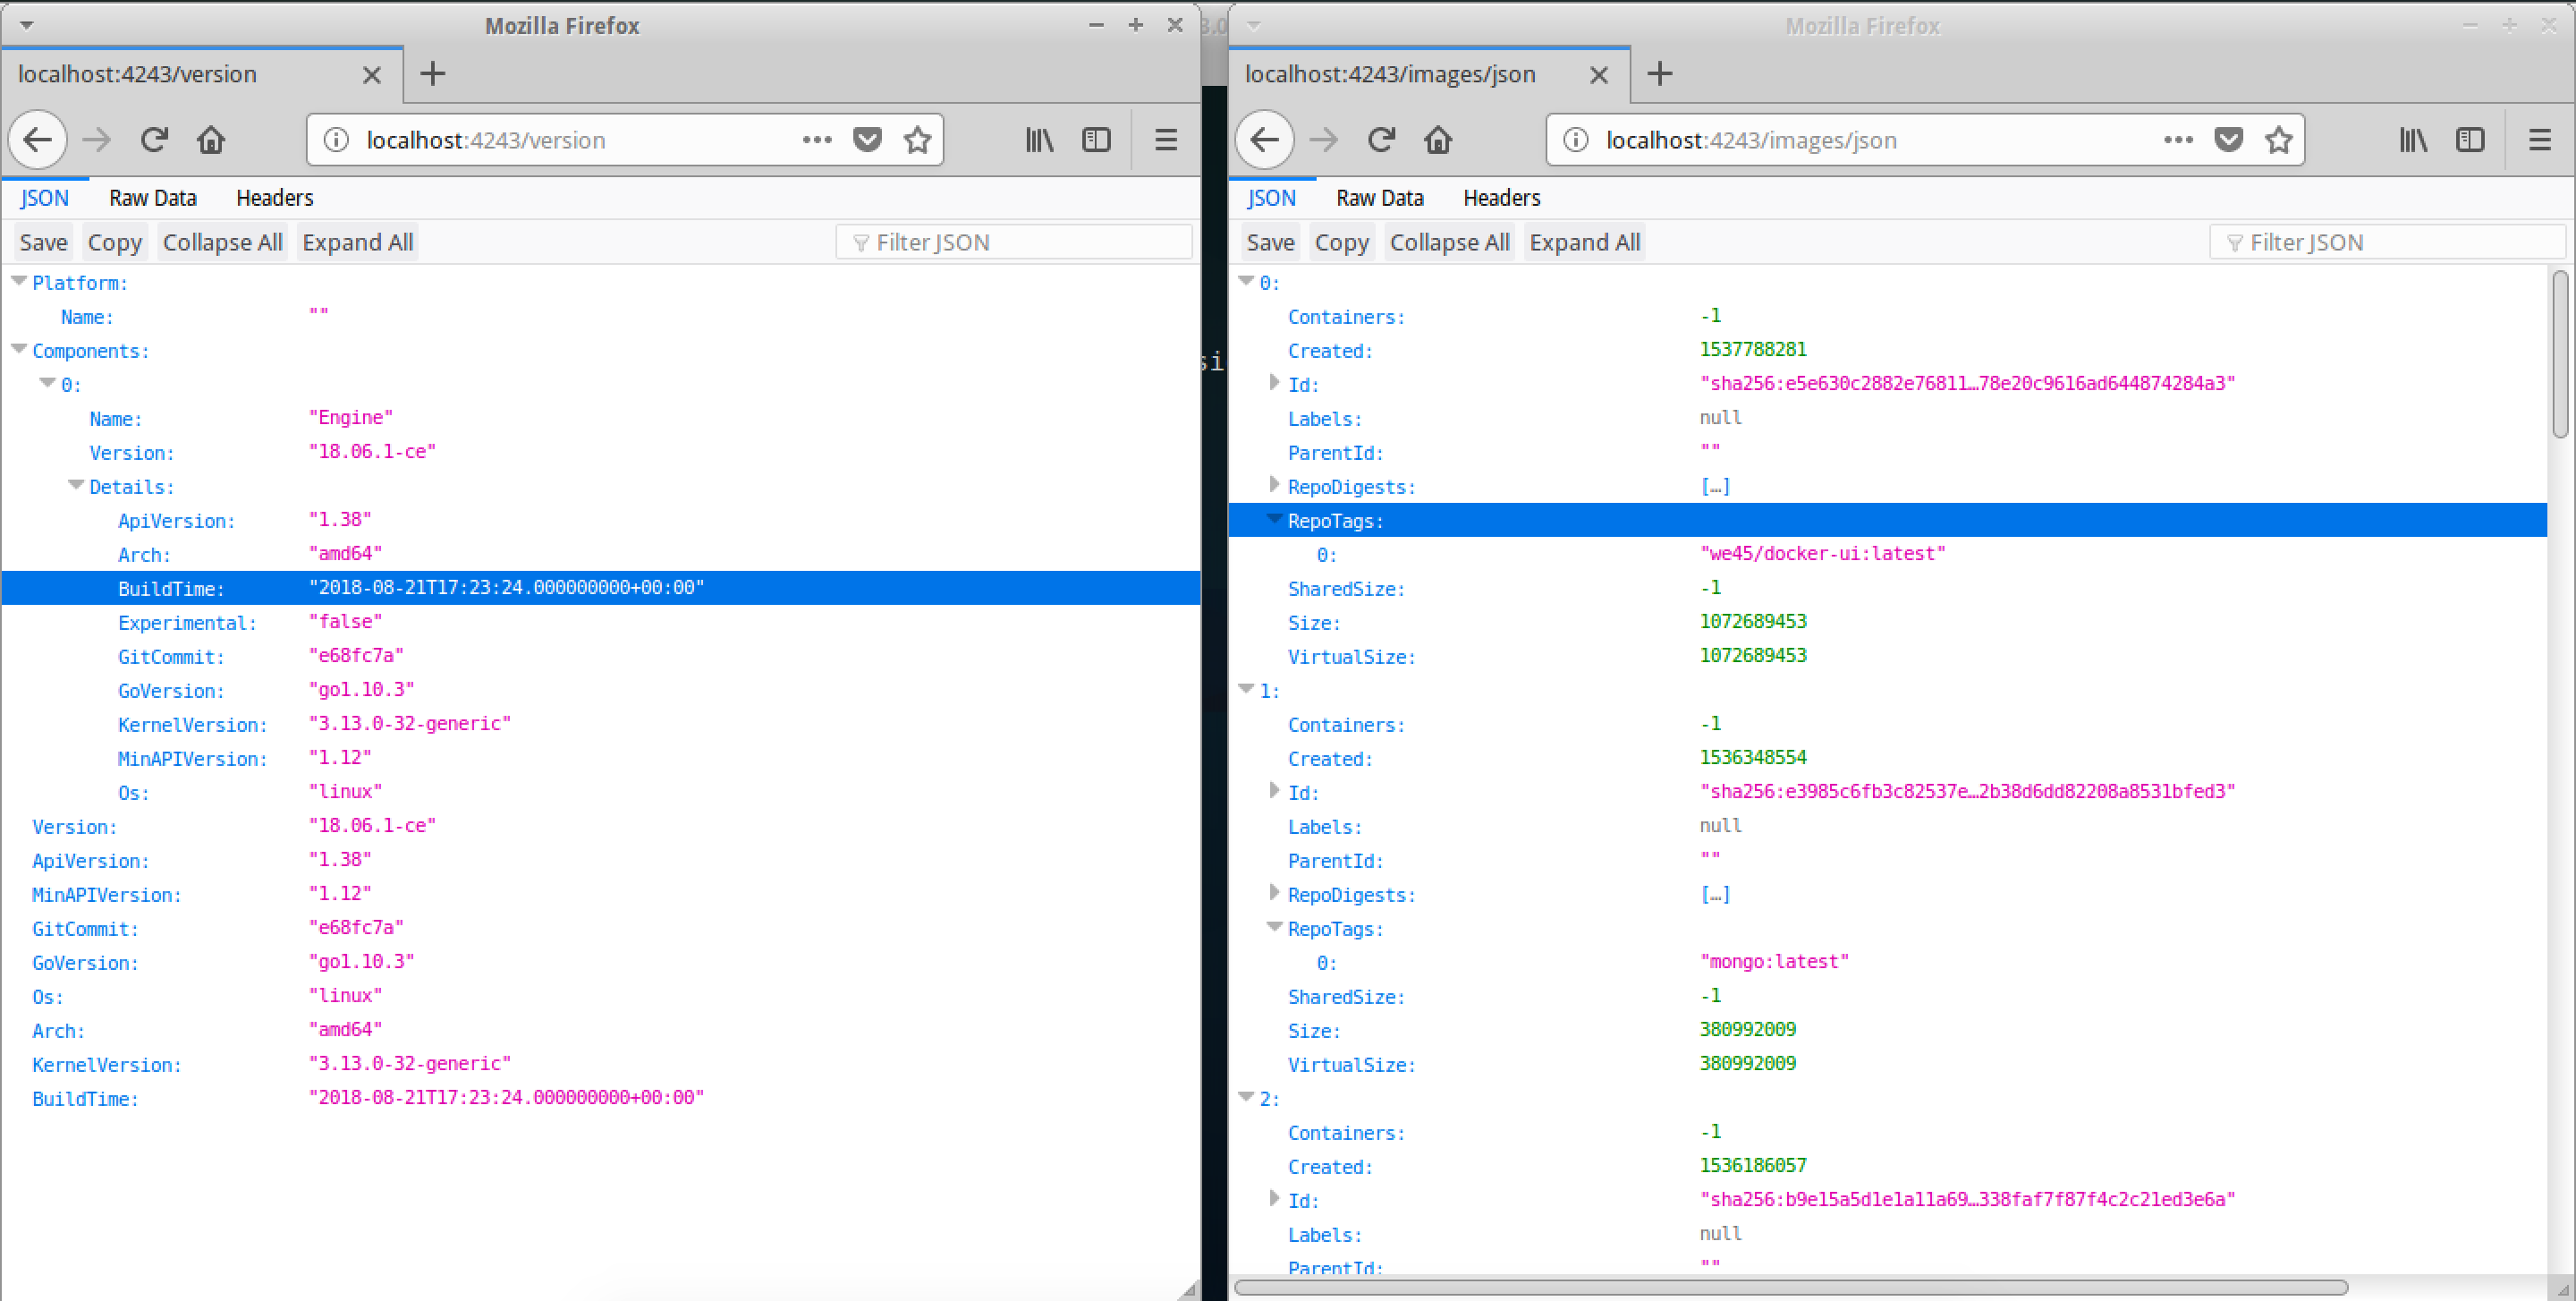 Mozilla Firefox
localhost:4243/version
localhost:4243/version
JSON Raw Data Headers
Save Copy Collapse All Expand All Filter JSON
Platform:
Name: ""
Components:
0:
Name: "Engine"
Version: "18.06.1-ce"
Details:
ApiVersion: "1.38"
Arch: "amd64"
BuildTime: "2018-08-21T17:23:24.000000000+00:00"
Experimental: "false"
GitCommit: "e68fc7a"
GoVersion: "go1.10.3"
KernelVersion: "3.13.0-32-generic"
MinAPIVersion: "1.12"
Os: "linux"
Version: "18.06.1-ce"
ApiVersion: "1.38"
MinAPIVersion: "1.12"
GitCommit: "e68fc7a"
GoVersion: "go1.10.3"
Os: "linux"
Arch: "amd64"
KernelVersion: "3.13.0-32-generic"
BuildTime: "2018-08-21T17:23:24.000000000+00:00"
Mozilla Firefox
localhost:4243/images/json
localhost:4243/images/json
JSON Raw Data Headers
Save Copy Collapse All Expand All Filter JSON
0:
Containers: -1
Created: 1537788281
Id: "sha256:e5e630c2882e76811…78e20c9616ad644874284a3"
Labels: null
ParentId: ""
RepoDigests: […]
RepoTags:
0: "we45/docker-ui:latest"
SharedSize: -1
Size: 1072689453
VirtualSize: 1072689453
1:
Containers: -1
Created: 1536348554
Id: "sha256:e3985c6fb3c82537e…2b38d6dd82208a8531bfed3"
Labels: null
ParentId: ""
RepoDigests: […]
RepoTags:
0: "mongo:latest"
SharedSize: -1
Size: 380992009
VirtualSize: 380992009
2:
Containers: -1
Created: 1536186057
Id: "sha256:b9e15a5d1e1a11a69…338faf7f87f4c2c21ed3e6a"
Labels: null
ParentId: ""